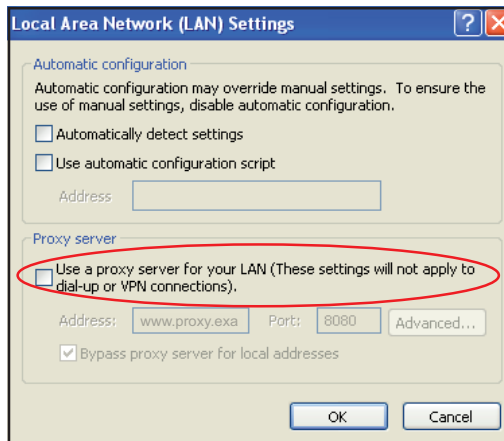 Local Area Network (LAN) Settings
Automatic configuration
Automatic configuration may override manual settings. To ensure the
use of manual settings, disable automatic configuration.
Automatically detect settings
Use automatic configuration script
Address
Proxy server
Use a proxy server for your LAN (These settings will not apply to
dial-up or VPN connections).
Address: www.proxy.exa Port: 8080 Advanced...
Bypass proxy server for local addresses
OK Cancel